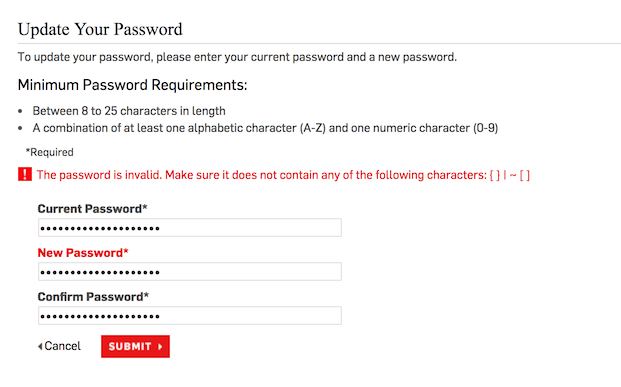 Update Your Password
To update your password, please enter your current password and a new password.
Minimum Password Requirements:
• Between 8 to 25 characters in length
• A combination of at least one alphabetic character (A-Z) and one numeric character (0-9)
*Required
! The password is invalid. Make sure it does not contain any of the following characters: { } | ~ [ ]
Current Password*
••••••••••••••••••••
New Password*
••••••••••••••••••••
Confirm Password*
••••••••••••••••••••
Cancel SUBMIT